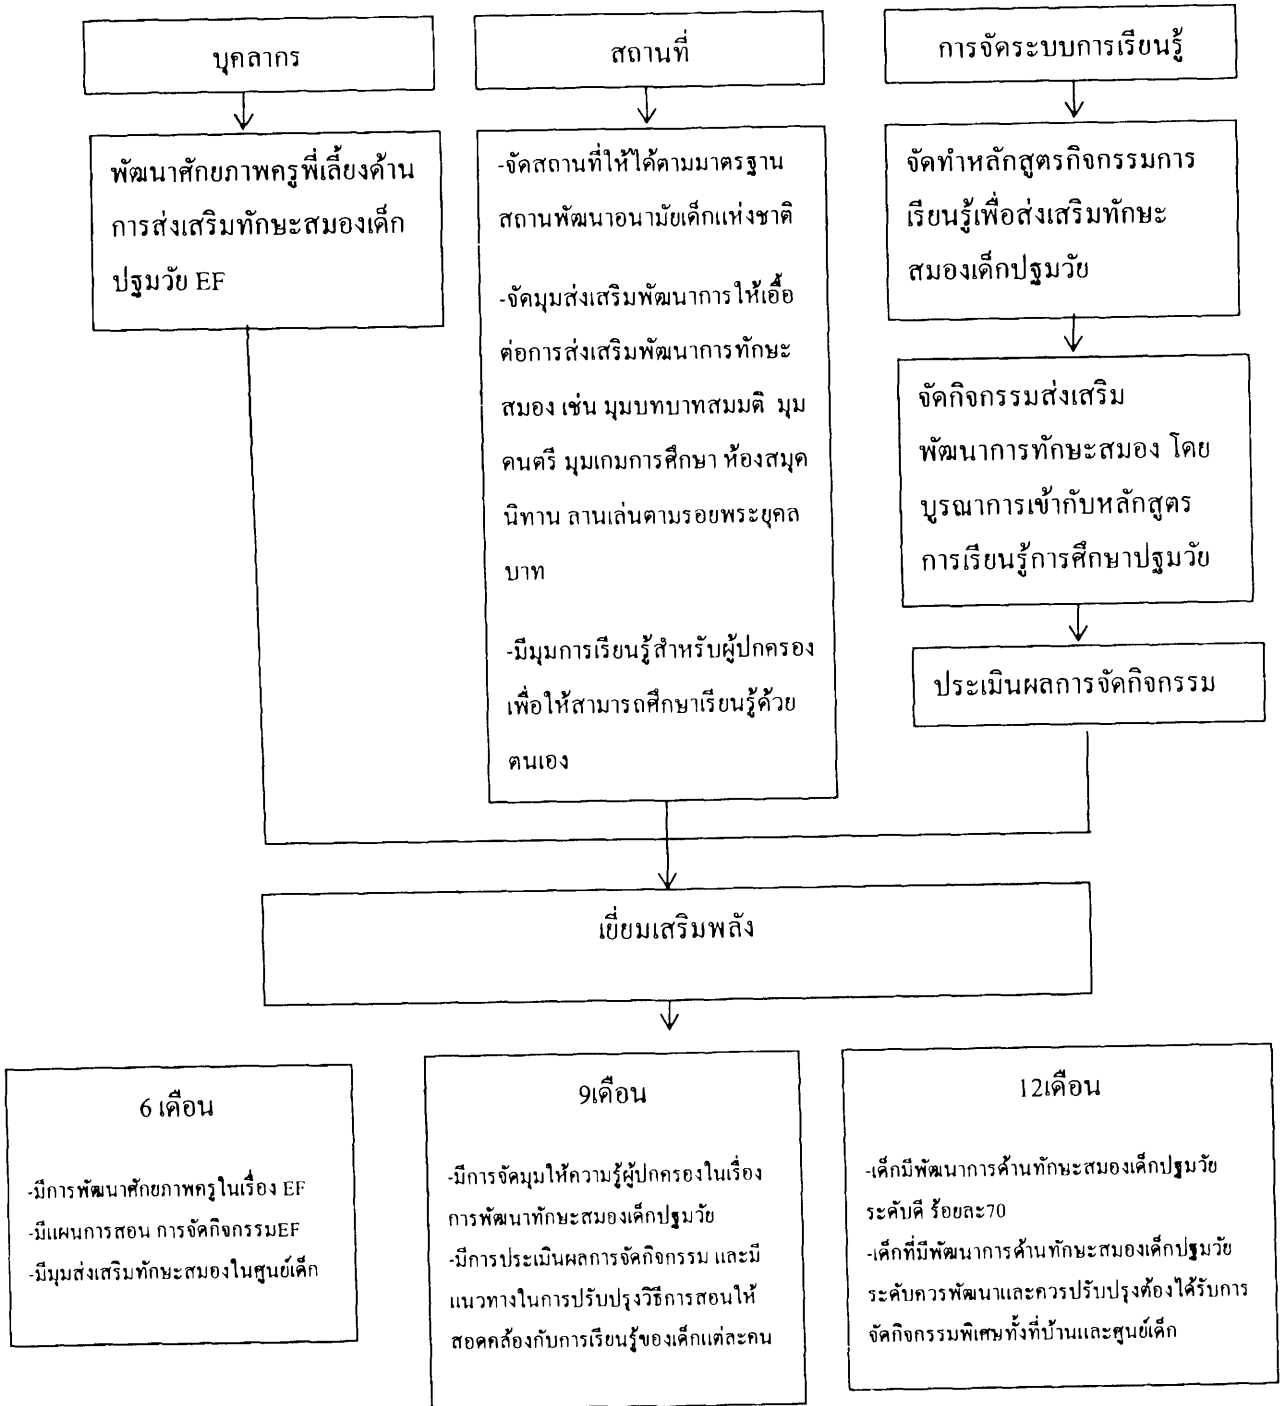 บุคลากร
พัฒนาศักยภาพครูพี่เลี้ยงด้าน
การส่งเสริมทักษะสมองเด็ก
ปฐมวัย EF
สถานที่
-จัดสถานที่ให้ได้ตามมาตรฐาน
สถานพัฒนาอนามัยเด็กแห่งชาติ
-จัดมุมส่งเสริมพัฒนาการให้เอื้อ
ต่อการส่งเสริมพัฒนาการทักษะ
สมอง เช่น มุมบทบาทสมมติ มุม
ดนตรี มุมเกมการศึกษา ห้องสมุด
นิทาน ลานเล่นตามรอยพระยุคล
บาท
-มีมุมการเรียนรู้สำหรับผู้ปกครอง
เพื่อให้สามารถศึกษาเรียนรู้ด้วย
ตนเอง
การจัดระบบการเรียนรู้
จัดทำหลักสูตรกิจกรรมการ
เรียนรู้เพื่อส่งเสริมทักษะ
สมองเด็กปฐมวัย
จัดกิจกรรมส่งเสริม
พัฒนาการทักษะสมอง โดย
บูรณาการเข้ากับหลักสูตร
การเรียนรู้การศึกษาปฐมวัย
ประเมินผลการจัดกิจกรรม
เยี่ยมเสริมพลัง
6 เดือน
-มีการพัฒนาศักยภาพครูในเรื่อง EF
-มีแผนการสอน การจัดกิจกรรมEF
-มีมุมส่งเสริมทักษะสมองในศูนย์เด็ก
9เดือน
-มีการจัดมุมให้ความรู้ผู้ปกครองในเรื่อง
การพัฒนาทักษะสมองเด็กปฐมวัย
-มีการประเมินผลการจัดกิจกรรม และมี
แนวทางในการปรับปรุงวิธีการสอนให้
สอดคล้องกับการเรียนรู้ของเด็กแต่ละคน
12เดือน
-เด็กมีพัฒนาการด้านทักษะสมองเด็กปฐมวัย
ระดับดี ร้อยละ70
-เด็กที่มีพัฒนาการด้านทักษะสมองเด็กปฐมวัย
ระดับควรพัฒนาและควรปรับปรุงต้องได้รับการ
จัดกิจกรรมพิเศษทั้งที่บ้านและศูนย์เด็ก